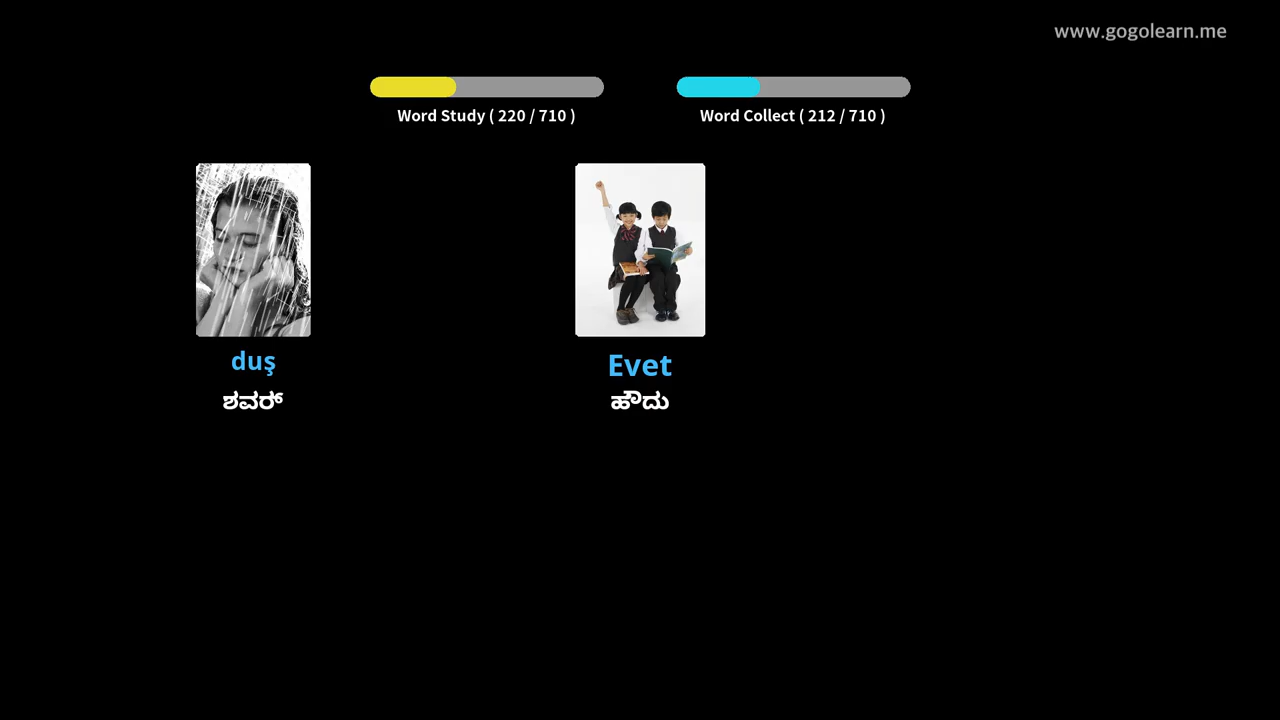 www.gogolearn.me
Word Study ( 220 / 710 )
Word Collect ( 212 / 710 )
duş
ಶವರ್
Evet
ಹೌದು